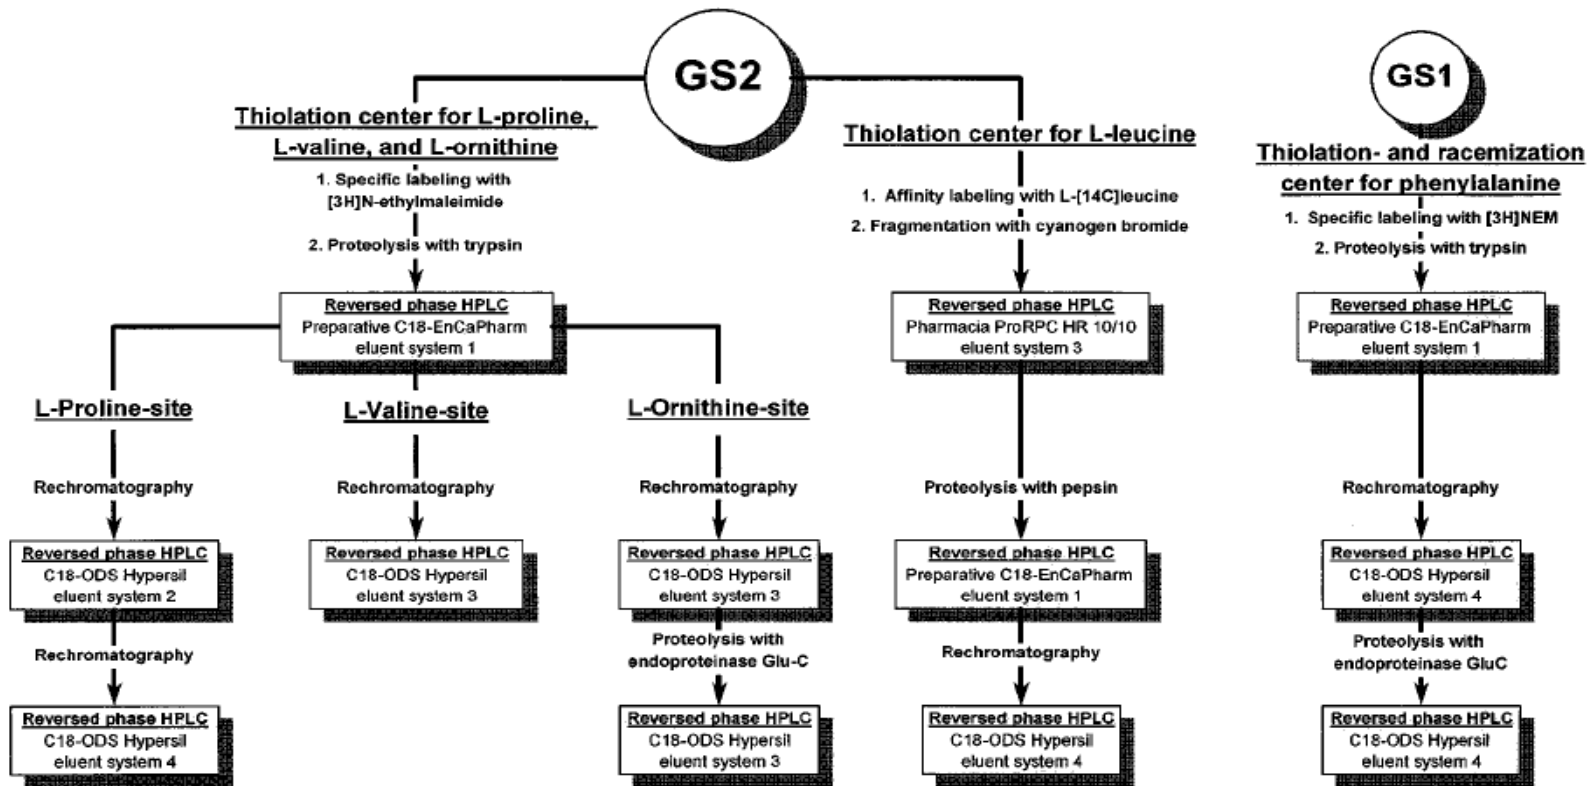 GS2
GS1
Thiolation center for L-proline,
L-valine, and L-ornithine
1. Specific labeling with
[3H]N-ethylmaleimide
2. Proteolysis with trypsin
Reversed phase HPLC
Preparative C18-EnCaPharm
eluent system 1
L-Proline-site
Rechromatography
Reversed phase HPLC
C18-ODS Hypersil
eluent system 2
Rechromatography
Reversed phase HPLC
C18-ODS Hypersil
eluent system 4
L-Valine-site
Rechromatography
Reversed phase HPLC
C18-ODS Hypersil
eluent system 3
L-Ornithine-site
Rechromatography
Reversed phase HPLC
C18-ODS Hypersil
eluent system 3
Proteolysis with
endoproteinase Glu-C
Reversed phase HPLC
C18-ODS Hypersil
eluent system 3
Thiolation center for L-leucine
1. Affinity labeling with L-[14C]leucine
2. Fragmentation with cyanogen bromide
Reversed phase HPLC
Pharmacia ProRPC HR 10/10
eluent system 3
Proteolysis with pepsin
Reversed phase HPLC
Preparative C18-EnCaPharm
eluent system 1
Rechromatography
Reversed phase HPLC
C18-ODS Hypersil
eluent system 4
Thiolation- and racemization
center for phenylalanine
1. Specific labeling with [3H]NEM
2. Proteolysis with trypsin
Reversed phase HPLC
Preparative C18-EnCaPharm
eluent system 1
Rechromatography
Reversed phase HPLC
C18-ODS Hypersil
eluent system 4
Proteolysis with
endoproteinase GluC
Reversed phase HPLC
C18-ODS Hypersil
eluent system 4